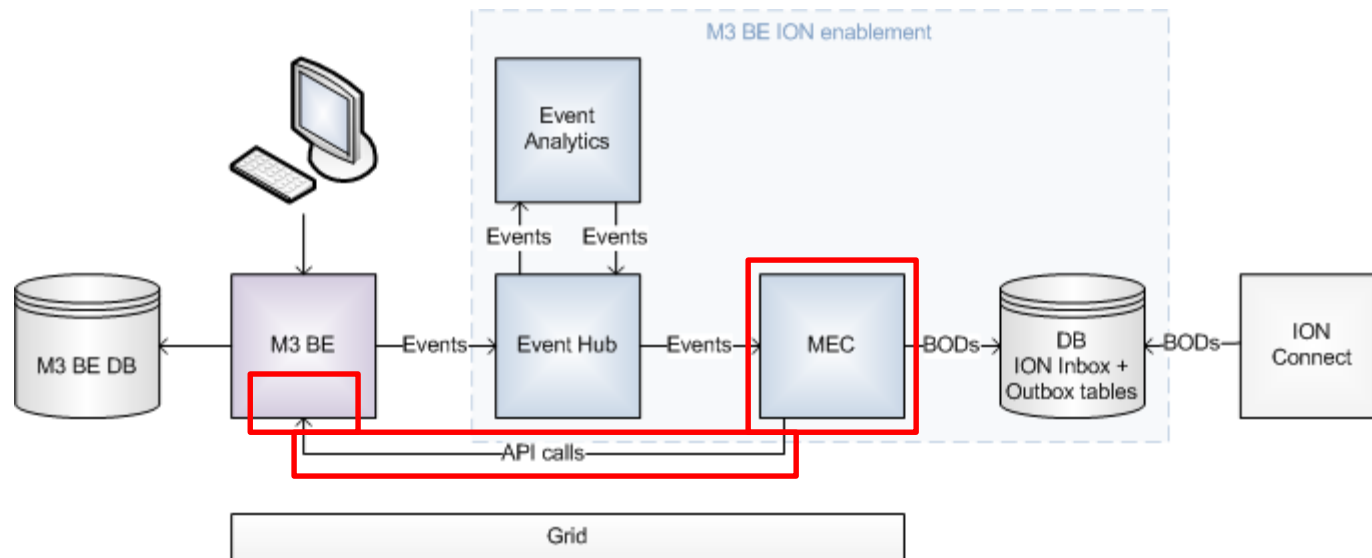 M3 BE ION enablement
Event
Analytics
Events
Events
M3 BE DB
M3 BE
Events
Event Hub
Events
MEC
BODs
DB
ION Inbox +
Outbox tables
BODs
ION
Connect
API calls
Grid